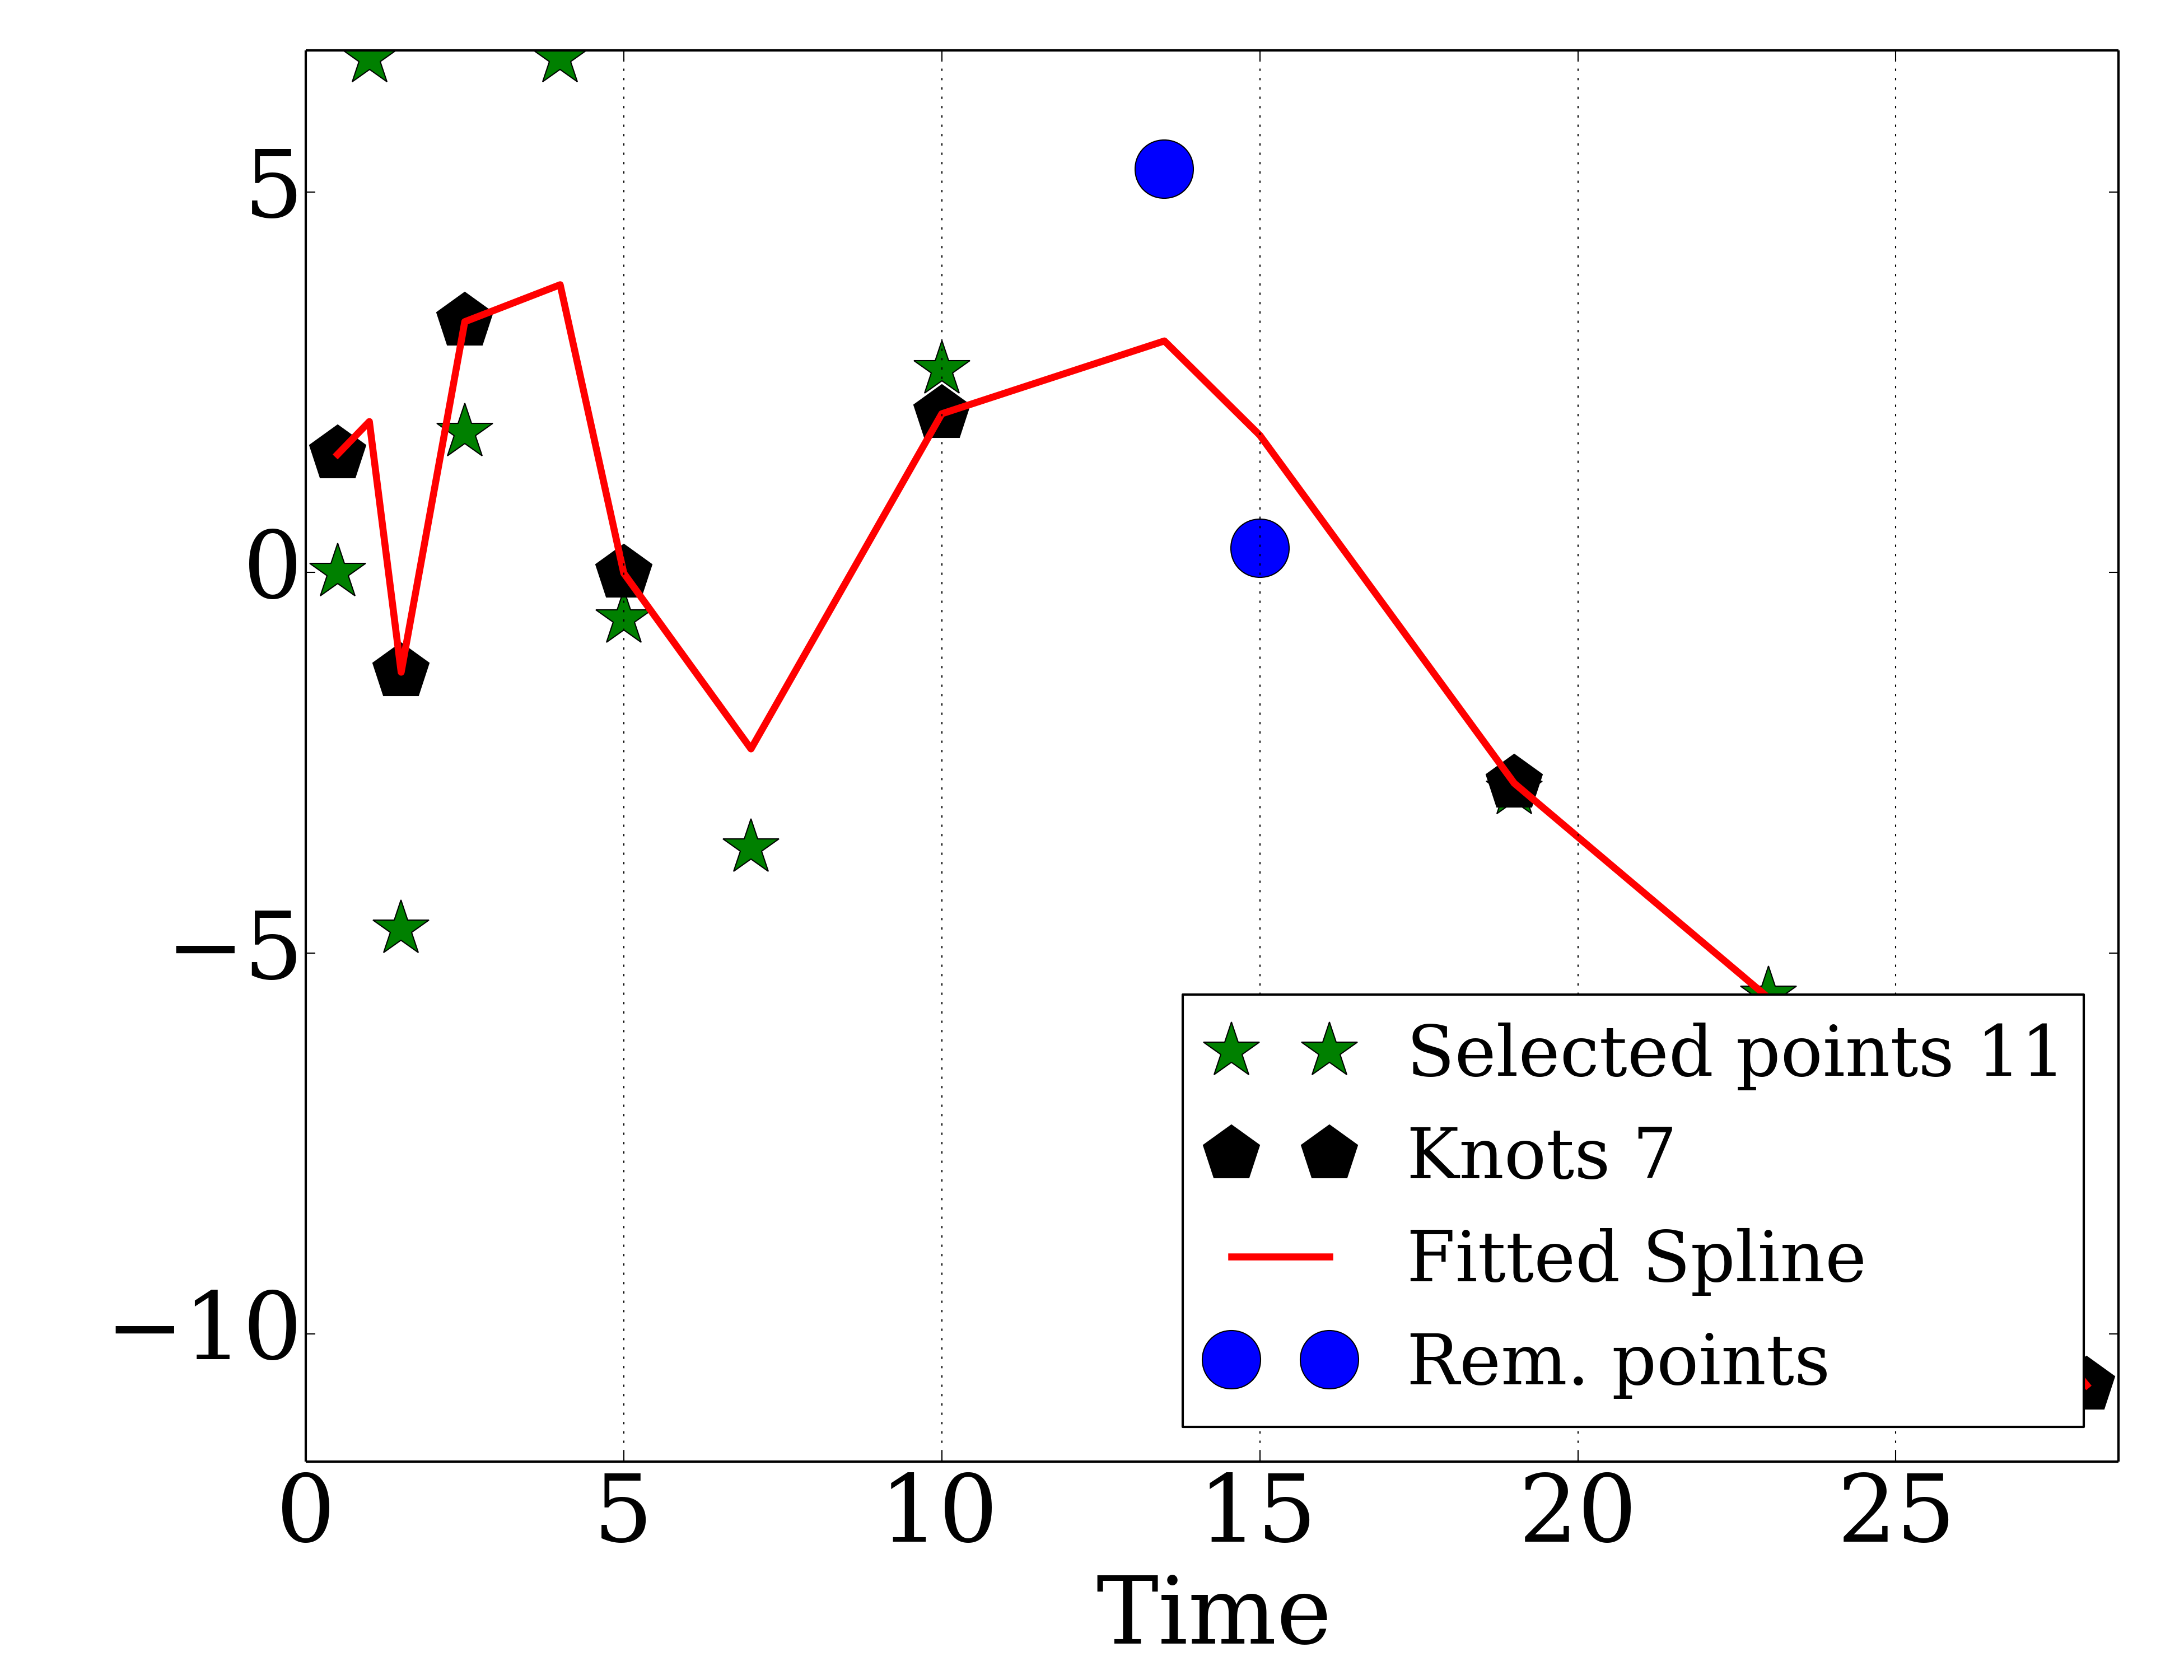 5
0
−5
−10
0 5 10 15 20 25
Time
Selected points 11
Knots 7
Fitted Spline
Rem. points